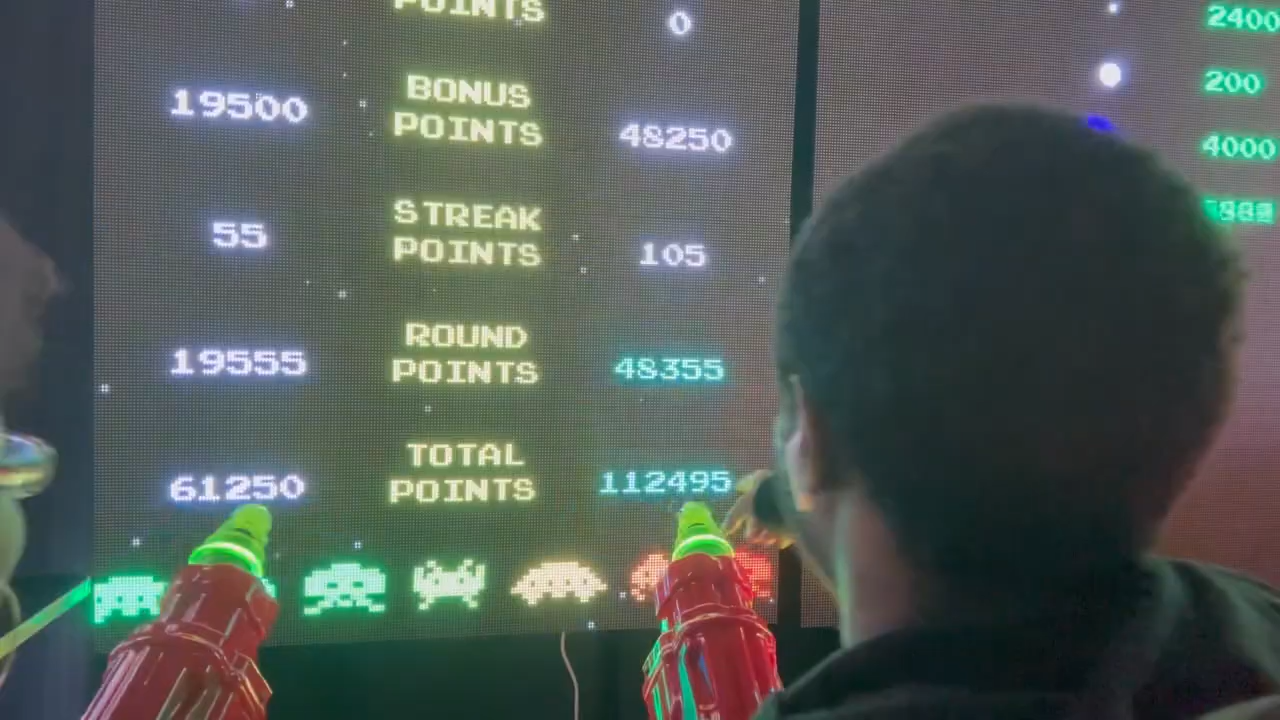 POINTS
0
BONUS
19500 POINTS 48250
STREAK
55 POINTS 105
ROUND
19555 POINTS 48355
TOTAL
61250 POINTS 112495
2400
200
4000